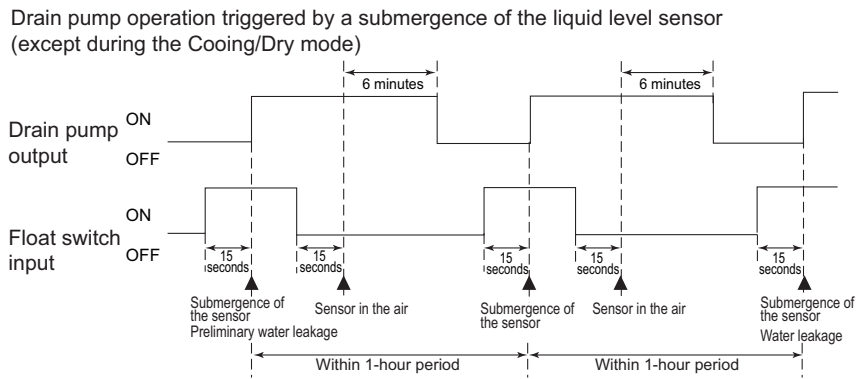 Drain pump operation triggered by a submergence of the liquid level sensor
(except during the Cooing/Dry mode)
6 minutes
6 minutes
Drain pump
output
ON
OFF
Float switch
input
ON
OFF
15
seconds
15
seconds
15
seconds
15
seconds
15
seconds
Submergence of
the sensor
Preliminary water leakage
Sensor in the air
Submergence of
the sensor
Sensor in the air
Submergence of
the sensor
Water leakage
Within 1-hour period
Within 1-hour period